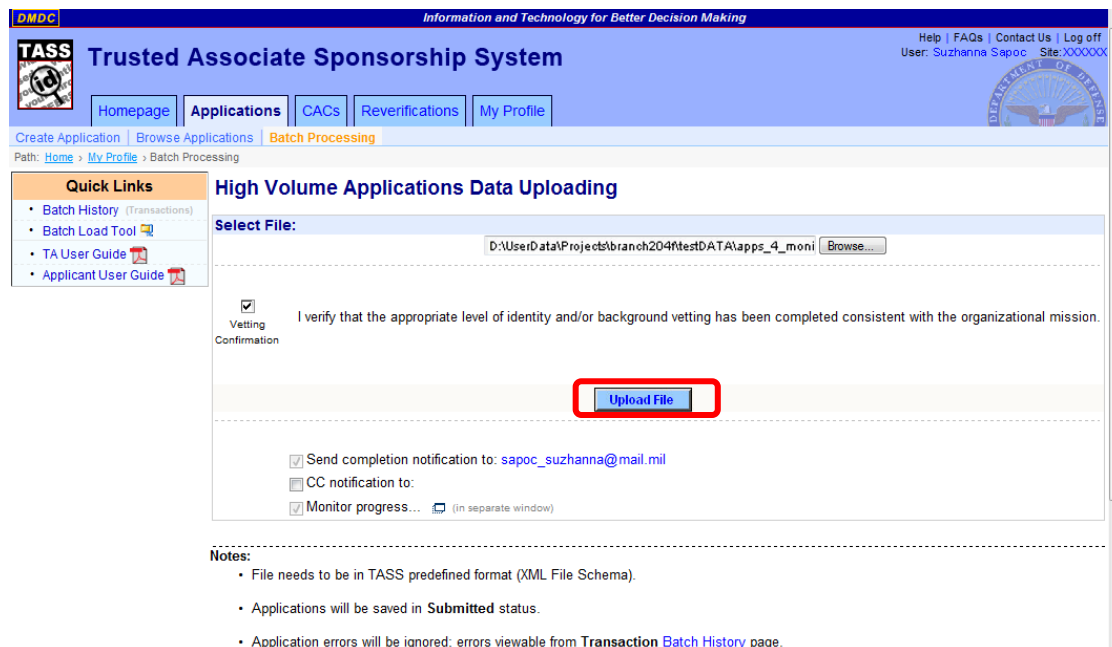 DMDC
Information and Technology for Better Decision Making
Help | FAQs | Contact Us | Log off
User: Suzhanna Sapoc Site:XXXXXX
TASS
Trusted Associate Sponsorship System
Homepage Applications CACs Reverifications My Profile
Create Application | Browse Applications | Batch Processing
Path: Home › My Profile › Batch Processing
Quick Links
• Batch History (Transactions)
• Batch Load Tool
• TA User Guide
• Applicant User Guide
High Volume Applications Data Uploading
Select File:
D:\UserData\Projects\branch204f\testDATA\apps_4_moni Browse...
Vetting
Confirmation
I verify that the appropriate level of identity and/or background vetting has been completed consistent with the organizational mission.
Upload File
Send completion notification to: sapoc_suzhanna@mail.mil
CC notification to:
Monitor progress... (in separate window)
Notes:
• File needs to be in TASS predefined format (XML File Schema).
• Applications will be saved in Submitted status.
• Application errors will be ignored; errors viewable from Transaction Batch History page.